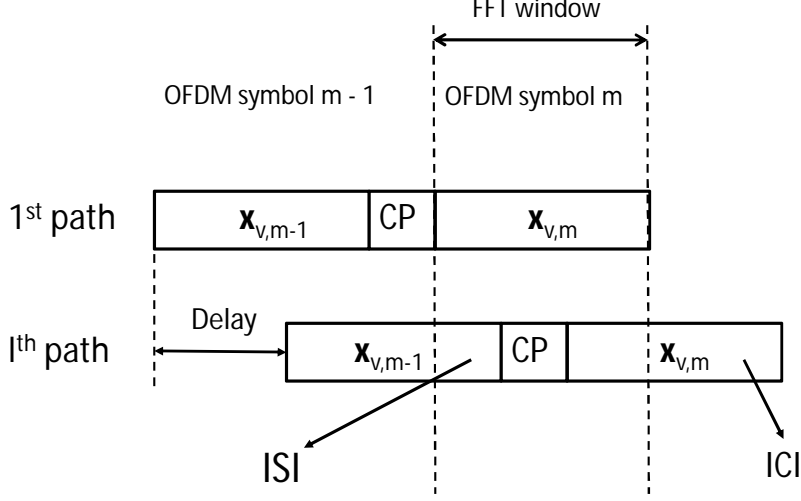 FFT window
OFDM symbol m - 1
OFDM symbol m
1st path
xv,m-1
CP
xv,m
Delay
lth path
xv,m-1
CP
xv,m
ISI
ICI